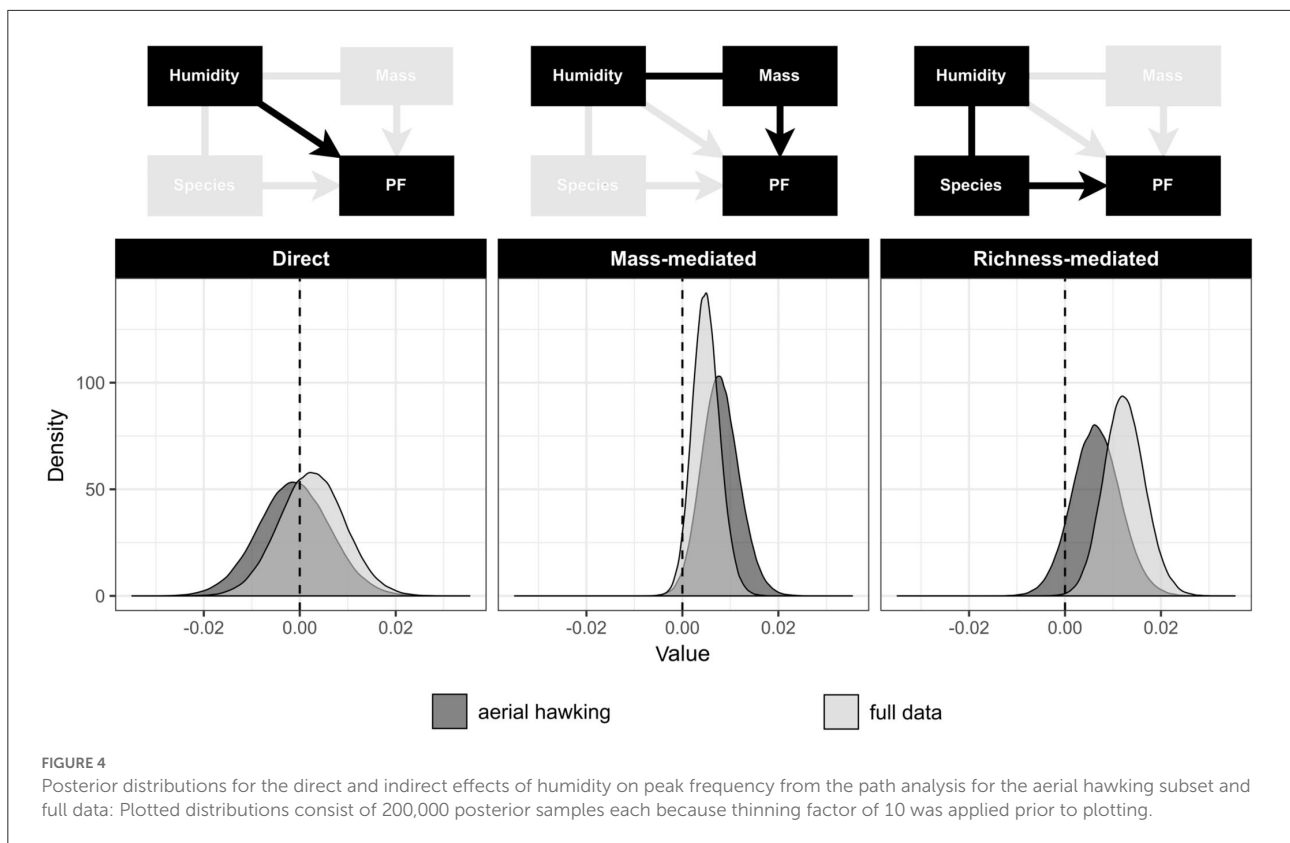 Humidity
Mass
Species
PF
Humidity
Mass
Species
PF
Humidity
Mass
Species
PF
Direct
Mass-mediated
Richness-mediated
Density
100
50
0
-0.02
0.00
0.02
-0.02
0.00
0.02
-0.02
0.00
0.02
Value
aerial hawking
full data
FIGURE 4
Posterior distributions for the direct and indirect effects of humidity on peak frequency from the path analysis for the aerial hawking subset and
full data: Plotted distributions consist of 200,000 posterior samples each because thinning factor of 10 was applied prior to plotting.